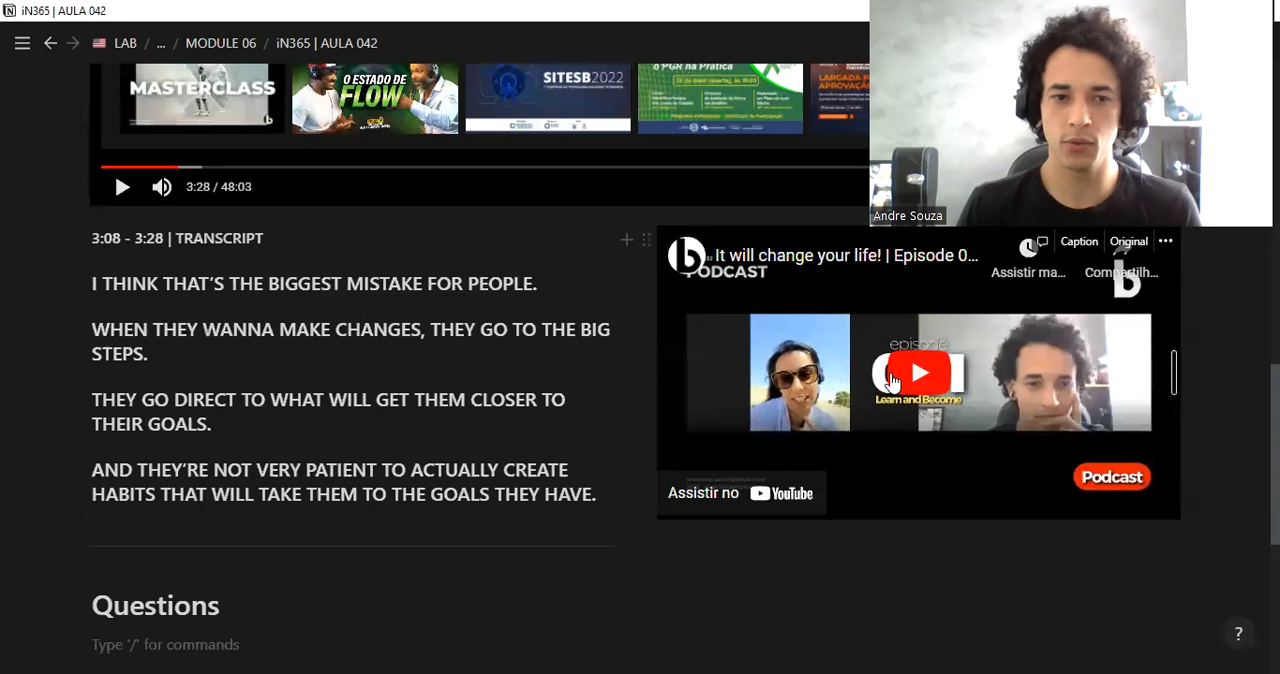 iN365 | AULA 042
LAB / ... / MODULE 06 / iN365 | AULA 042
MASTERCLASS
O ESTADO DE
FLOW
SITESB2022
o PGR na Prática
LARGADA P
APROVAÇÃ
3:28 / 48:03
Andre Souza
3:08 - 3:28 | TRANSCRIPT
I THINK THAT’S THE BIGGEST MISTAKE FOR PEOPLE.
WHEN THEY WANNA MAKE CHANGES, THEY GO TO THE BIG
STEPS.
THEY GO DIRECT TO WHAT WILL GET THEM CLOSER TO
THEIR GOALS.
AND THEY’RE NOT VERY PATIENT TO ACTUALLY CREATE
HABITS THAT WILL TAKE THEM TO THE GOALS THEY HAVE.
Caption
Original
It will change your life! | Episode 0...
PODCAST
Assistir ma...
Compartilh...
b
episode
Learn and Become
Podcast
Assistir no YouTube
Questions
Type '/' for commands
?